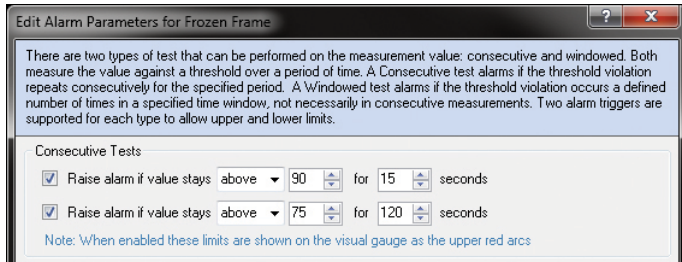 Edit Alarm Parameters for Frozen Frame
? x
There are two types of test that can be performed on the measurement value: consecutive and windowed. Both
measure the value against a threshold over a period of time. A Consecutive test alarms if the threshold violation
repeats consecutively for the specified period. A Windowed test alarms if the threshold violation occurs a defined
number of times in a specified time window, not necessarily in consecutive measurements. Two alarm triggers are
supported for each type to allow upper and lower limits.
Consecutive Tests
Raise alarm if value stays above 90 for 15 seconds
Raise alarm if value stays above 75 for 120 seconds
Note: When enabled these limits are shown on the visual gauge as the upper red arcs